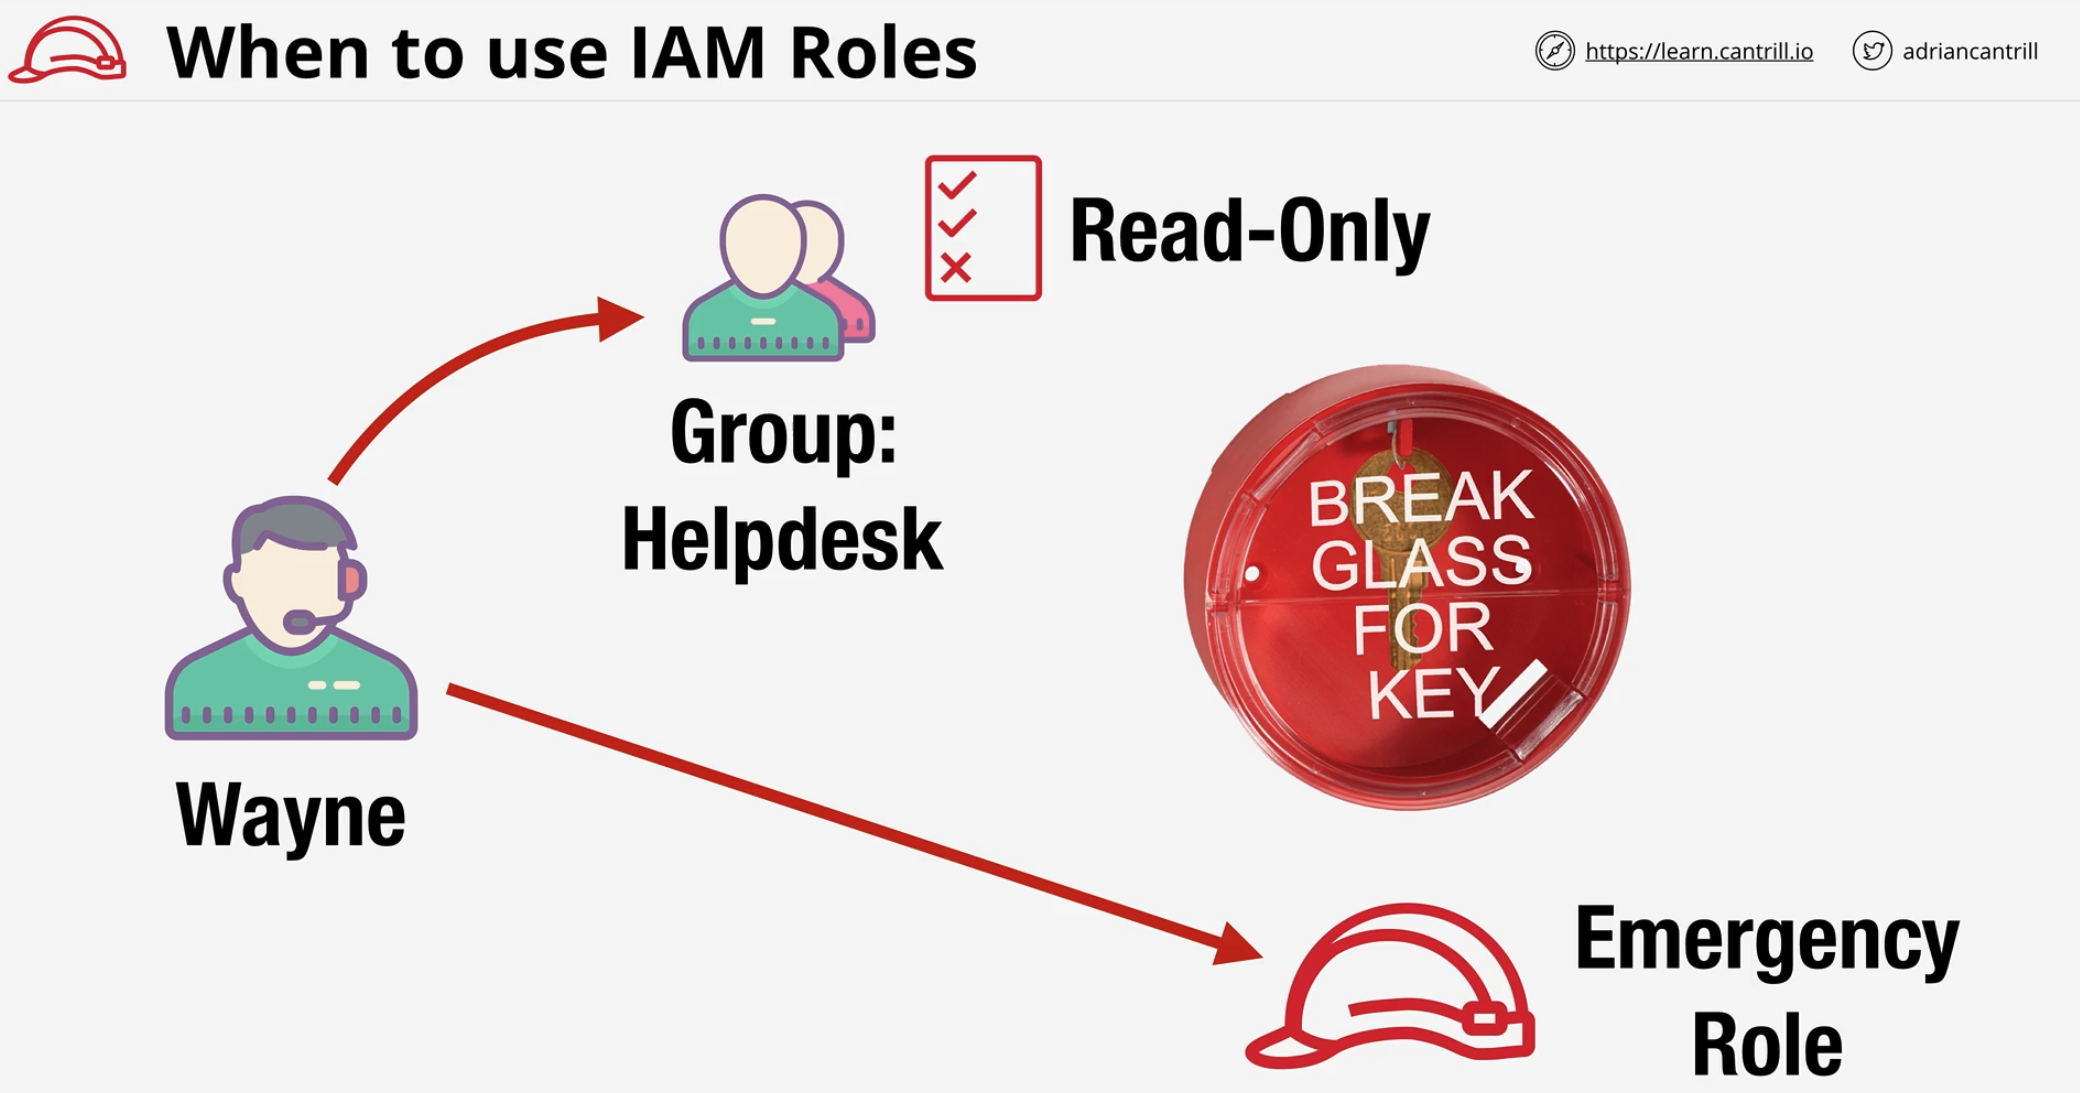 When to use IAM Roles
https://learn.cantrill.io
adriancantrill
Read-Only
Group:
Helpdesk
BREAK
GLASS
FOR
KEY
Wayne
Emergency
Role